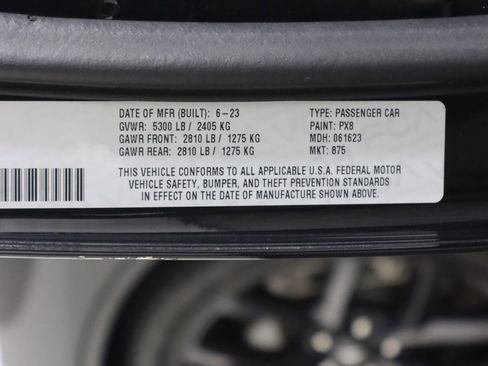 DATE OF MFR (BUILT): 6-23 TYPE: PASSENGER CAR
GVWR: 5300 LB / 2405 KG PAINT: PX8
GAWR FRONT: 2810 LB / 1275 KG MDH: 061623
GAWR REAR: 2810 LB / 1275 KG MKT: 875
THIS VEHICLE CONFORMS TO ALL APPLICABLE U.S.A. FEDERAL MOTOR
VEHICLE SAFETY, BUMPER, AND THEFT PREVENTION STANDARDS
IN EFFECT ON THE DATE OF MANUFACTURE SHOWN ABOVE.